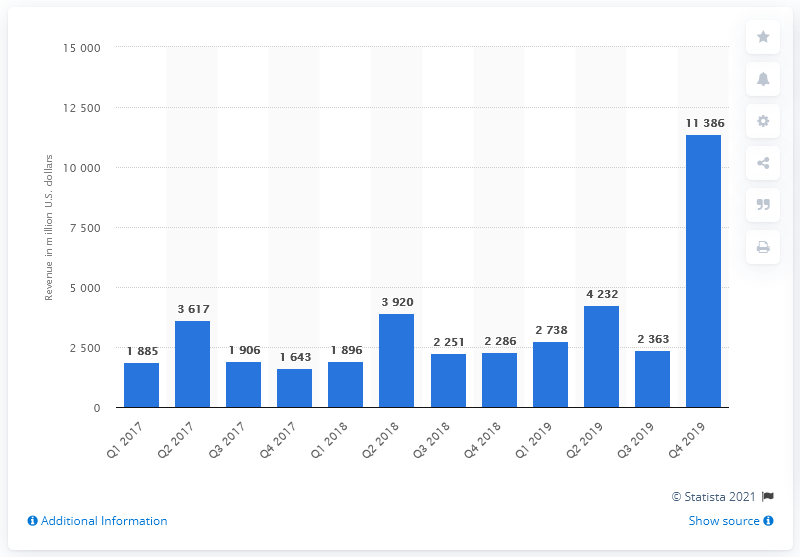 15 000
12 500
10 000
7 500
5 000
2 500
0
Revenue in million U.S. dollars
1 885
3 617
1 906
1 643
1 896
3 920
2 251
2 286
2 738
4 232
2 363
11 386
Q1 2017
Q2 2017
Q3 2017
Q4 2017
Q1 2018
Q2 2018
Q3 2018
Q4 2018
Q1 2019
Q2 2019
Q3 2019
Q4 2019
© Statista 2021
Additional Information
Show source